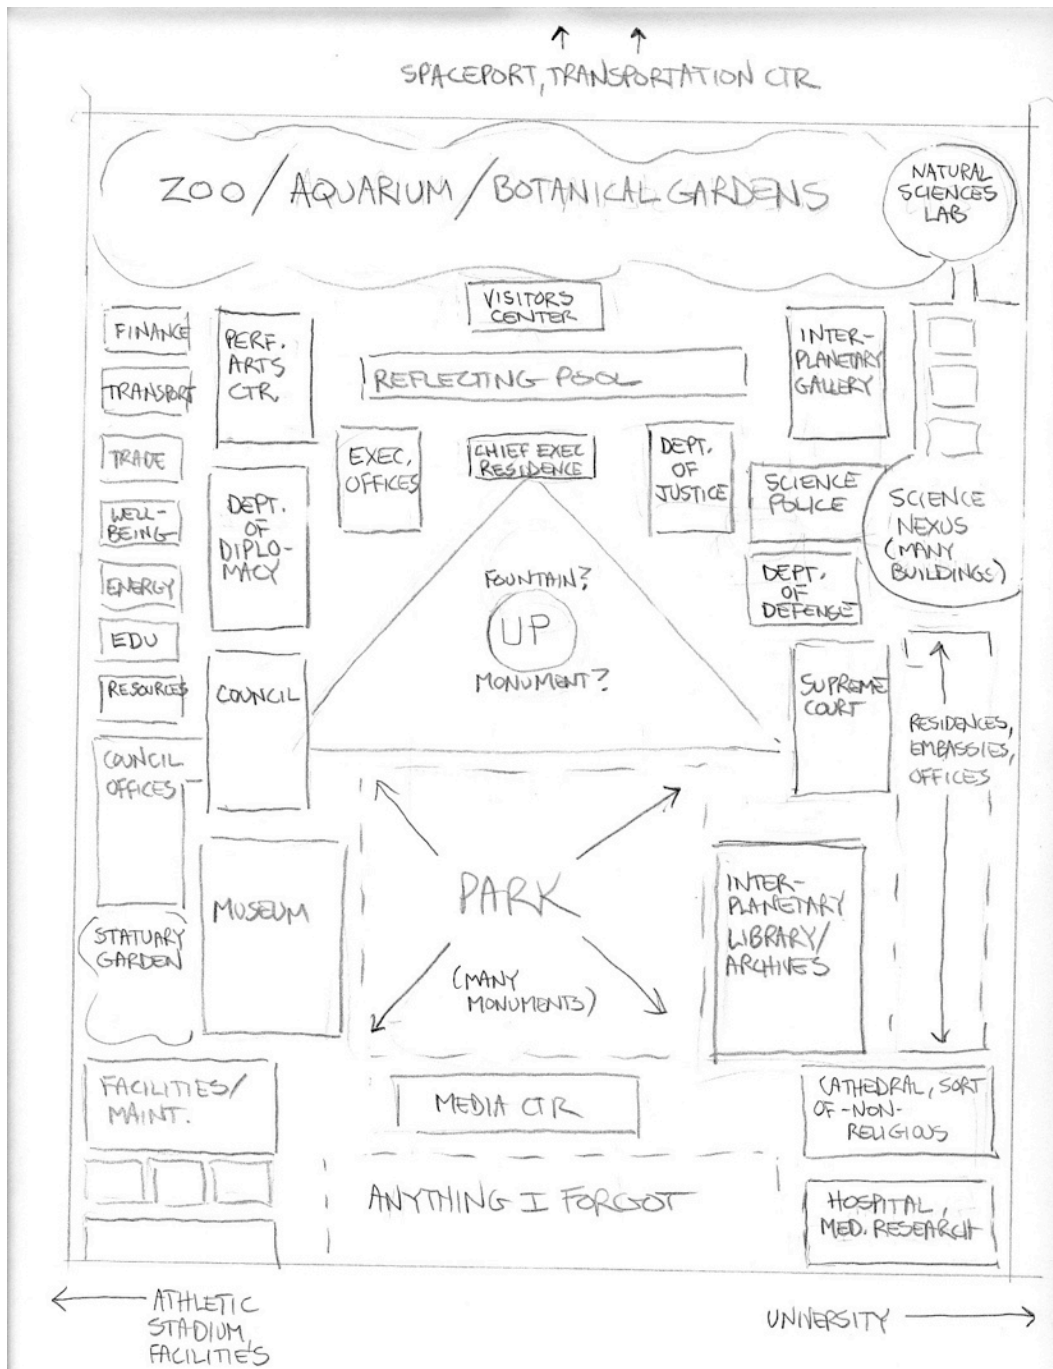 SPACEPORT, TRANSPORTATION CTR
ZOO/AQUARIUM/BOTANICAL GARDENS
NATURAL
SCIENCES
LAB
VISITORS
CENTER
FINANCE
PERF.
ARTS
CTR.
REFLECTING POOL
INTER-
PLANETARY
GALLERY
TRANSPORT
TRADE
EXEC.
OFFICES
CHIEF EXEC
RESIDENCE
DEPT.
OF
JUSTICE
SCIENCE
POLICE
SCIENCE
NEXUS
(MANY
BUILDINGS)
WELL-
BEING
DEPT.
OF
DIPLO-
MACY
ENERGY
FOUNTAIN?
UP
MONUMENT?
DEPT.
OF
DEFENSE
EDU
RESOURCES
COUNCIL
SUPREME
COURT
RESIDENCES,
EMBASSIES,
OFFICES
COUNCIL
OFFICES
MUSEUM
PARK
(MANY
MONUMENTS)
INTER-
PLANETARY
LIBRARY/
ARCHIVES
STATUARY
GARDEN
FACILITIES/
MAINT.
MEDIA CTR
CATHEDRAL, SORT
OF-NON-
RELIGIOUS
ANYTHING I FORGOT
HOSPITAL,
MED. RESEARCH
ATHLETIC
STADIUM,
FACILITIES
UNIVERSITY